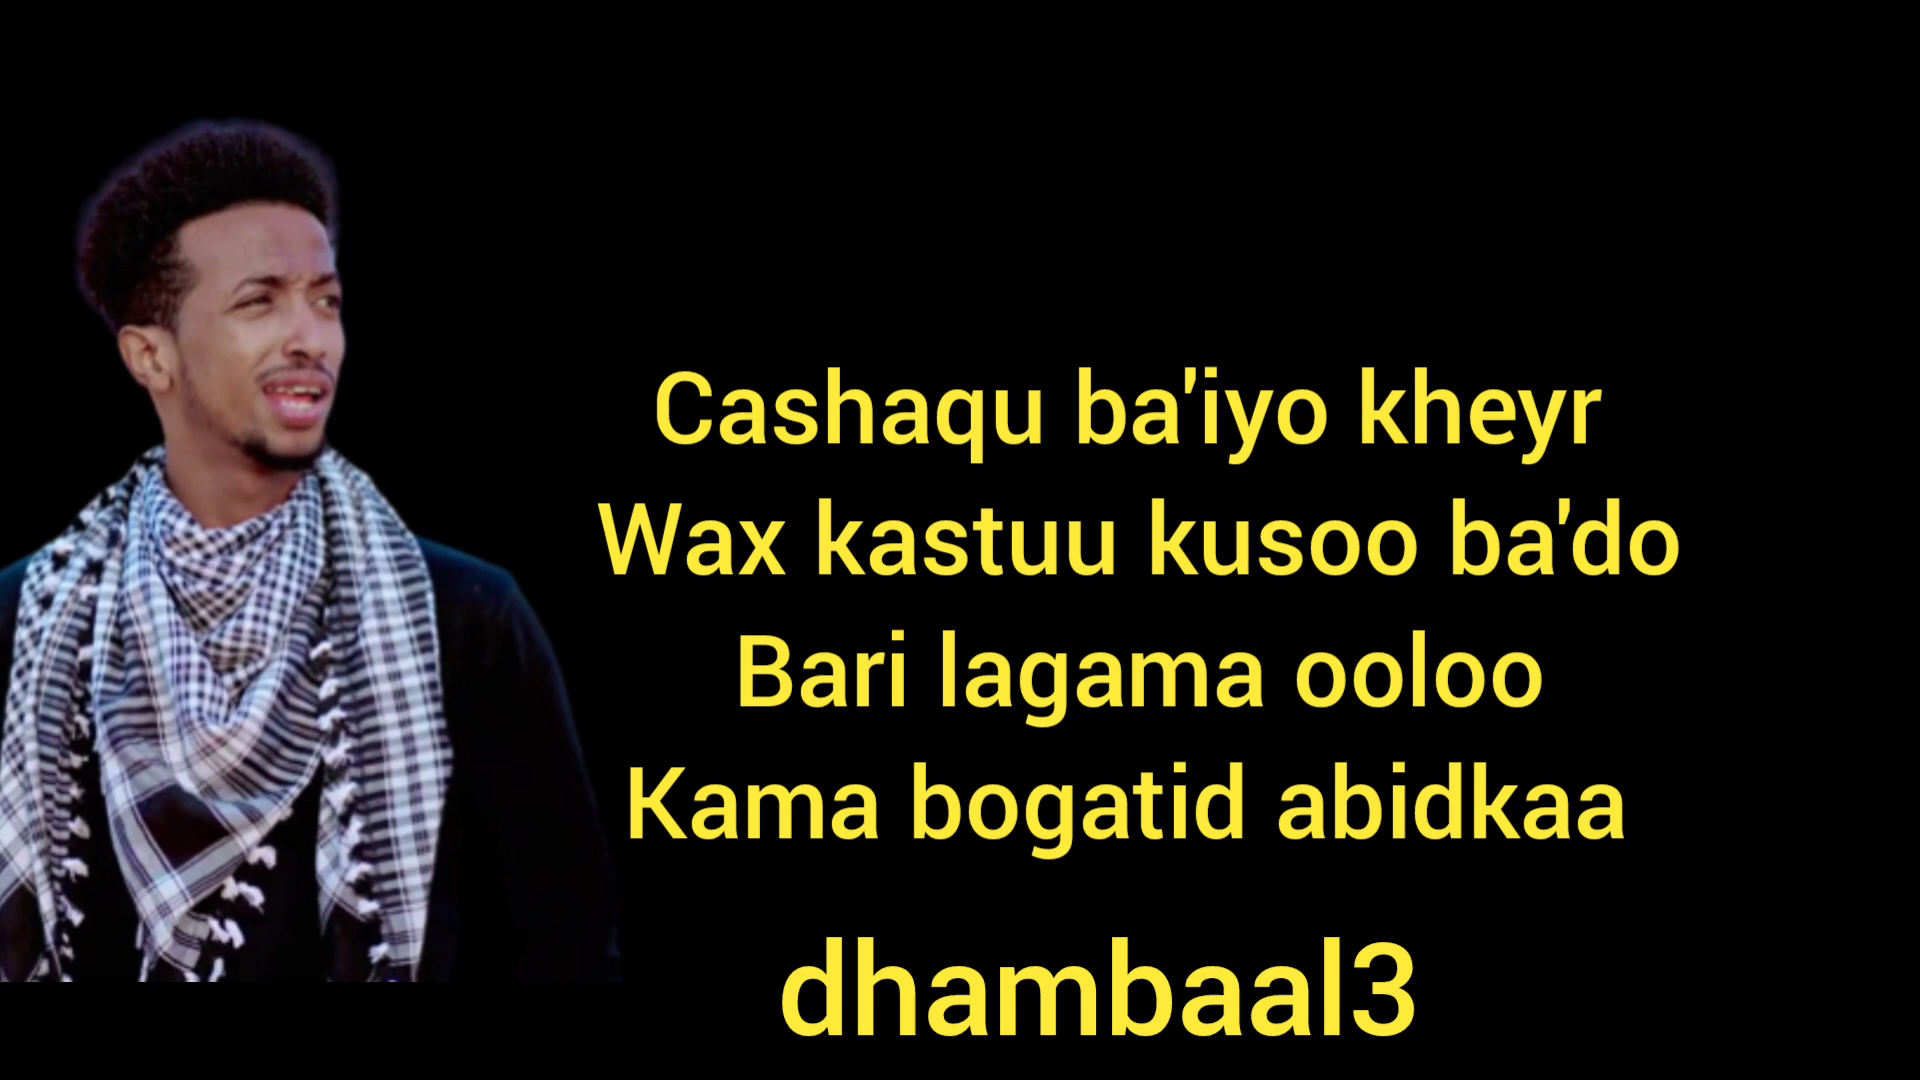 Cashaqu ba'iyo kheyr
Wax kastuu kusoo ba'do
Bari lagama ooloo
Kama bogatid abidkaa
dhambaal3